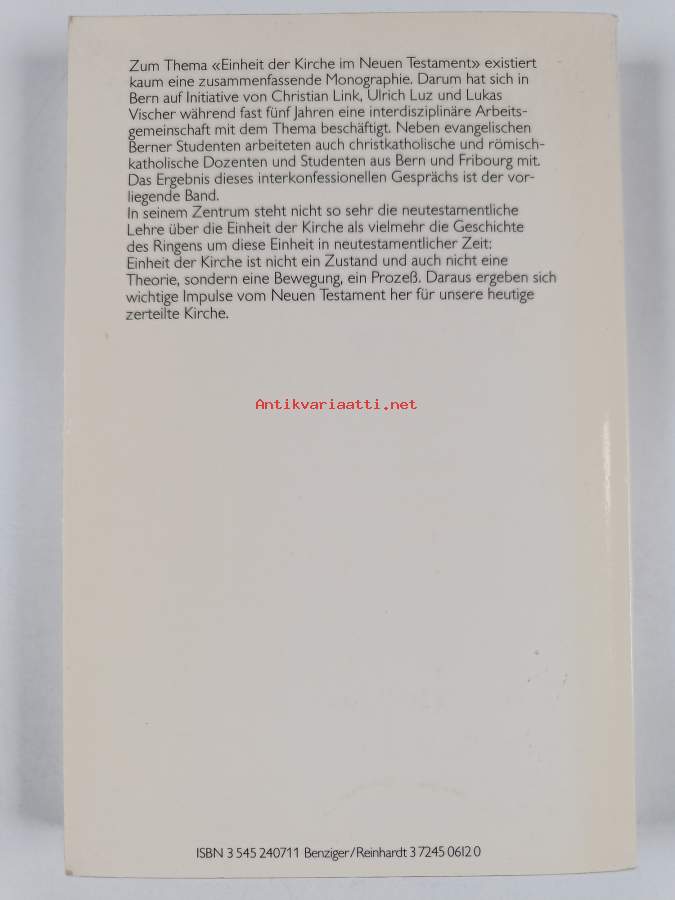 Zum Thema «Einheit der Kirche im Neuen Testament» existiert
kaum eine zusammenfassende Monographie. Darum hat sich in
Bern auf Initiative von Christian Link, Ulrich Luz und Lukas
Vischer während fast fünf Jahren eine interdisziplinäre Arbeits-
gemeinschaft mit dem Thema beschäftigt. Neben evangelischen
Berner Studenten arbeiteten auch christkatholische und römisch-
katholische Dozenten und Studenten aus Bern und Fribourg mit.
Das Ergebnis dieses interkonfessionellen Gesprächs ist der vor-
liegende Band.
In seinem Zentrum steht nicht so sehr die neutestamentliche
Lehre über die Einheit der Kirche als vielmehr die Geschichte
des Ringens um diese Einheit in neutestamentlicher Zeit:
Einheit der Kirche ist nicht ein Zustand und auch nicht eine
Theorie, sondern eine Bewegung, ein Prozeß. Daraus ergeben sich
wichtige Impulse vom Neuen Testament her für unsere heutige
zerteilte Kirche.
Antikvariaatti.net
ISBN 3 545 240711 Benziger/Reinhardt 3 7245 0612 0